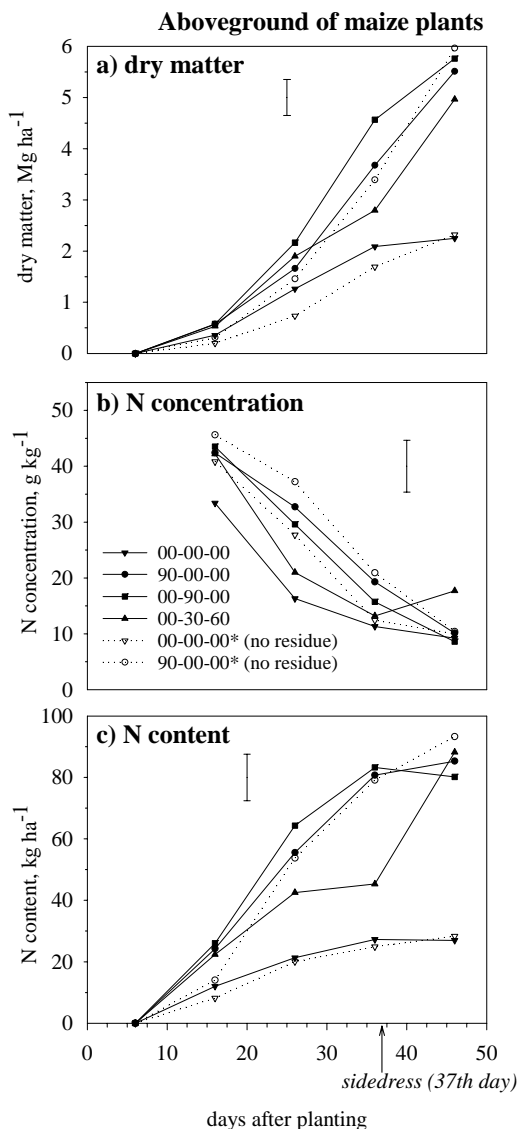 Aboveground of maize plants
a) dry matter
dry matter, Mg ha-1
6
5
4
3
2
1
0
b) N concentration
N concentration, g kg-1
50
40
30
20
10
0
00-00-00
90-00-00
00-90-00
00-30-60
00-00-00* (no residue)
90-00-00* (no residue)
c) N content
N content, kg ha-1
100
80
60
40
20
0
0 10 20 30 40 50
sidedress (37th day)
days after planting